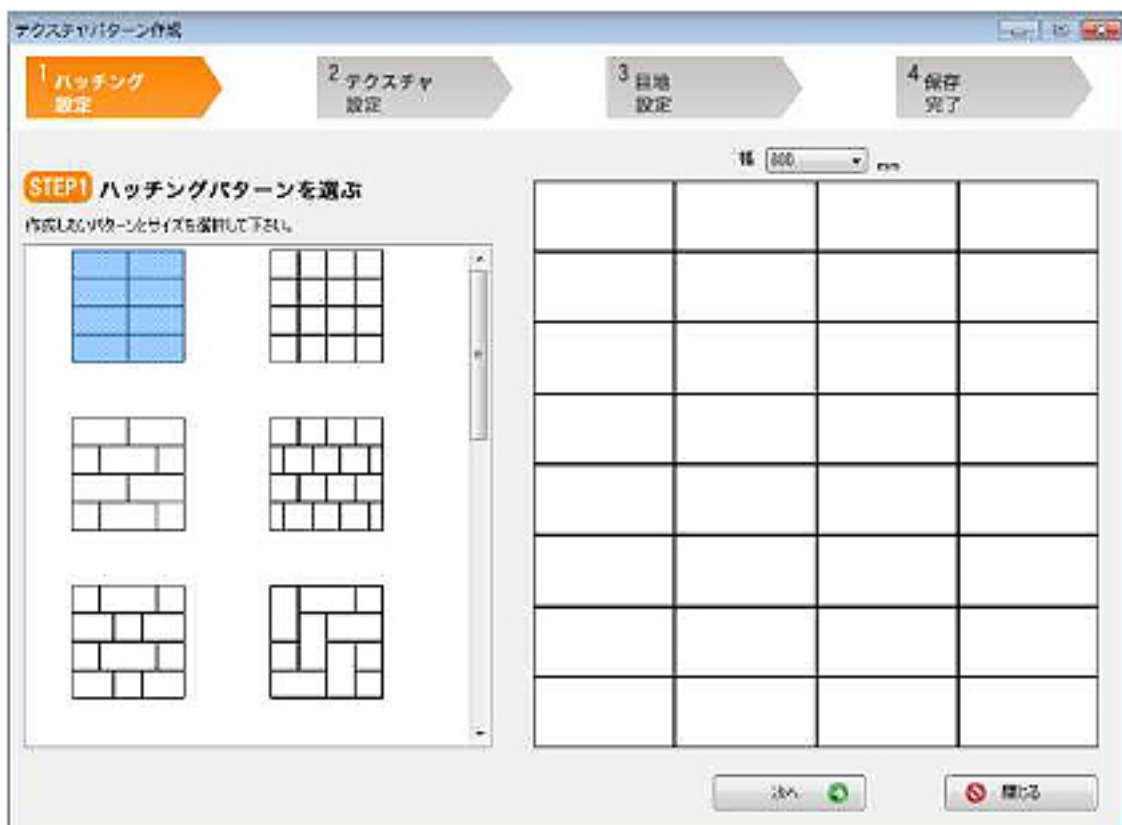 テクスチャパターン作成
1 ハッチング
設定
2 テクスチャ
設定
3 目地
設定
4 保存
完了
幅 800 mm
STEP1 ハッチングパターンを選ぶ
作成したいパターンとサイズを選択して下さい。
次へ
閉じる